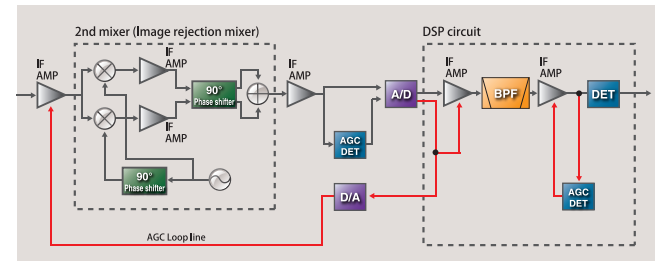 2nd mixer (Image rejection mixer)
DSP circuit
IF
AMP
IF
AMP
IF
AMP
90°
Phase shifter
90°
Phase shifter
IF
AMP
AGC
DET
A/D
D/A
IF
AMP
BPF
IF
AMP
DET
AGC
DET
AGC Loop line